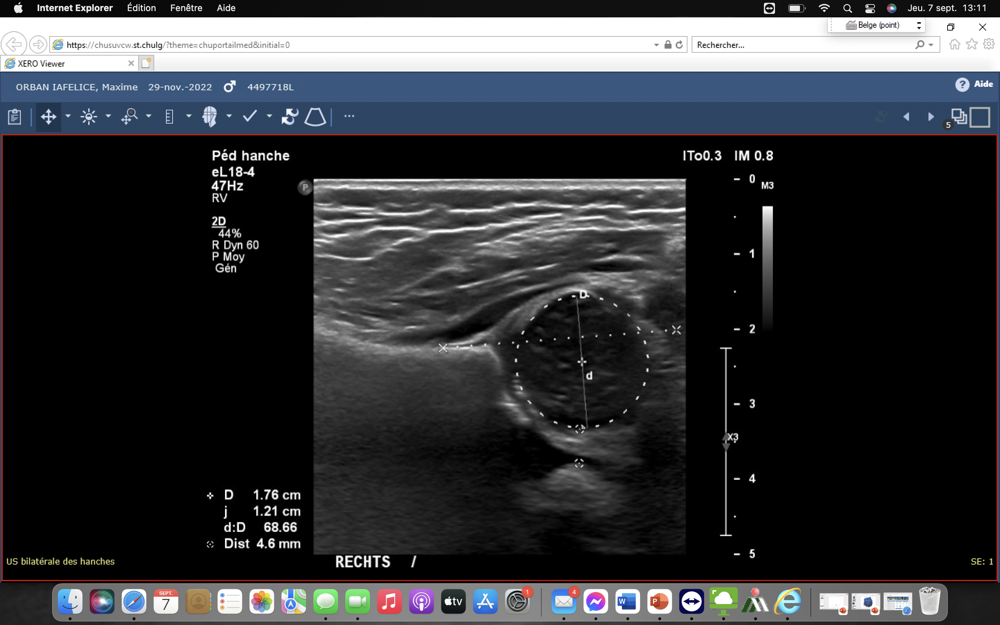 Internet Explorer Édition Fenêtre Aide Jeu. 7 sept. 13:11
Belge (point)
https://chusuvcw.st.chulg/?theme=chuportailmed&initial=0 Rechercher...
XERO Viewer
ORBAN IAFELICE, Maxime 29-nov.-2022 4497718L ? Aide
... 5
Péd hanche ITo0.3 IM 0.8
eL18-4
47Hz
RV
P
0 M3
2D
44%
R Dyn 60
P Moy
Gén
1
D
2
d
3
X3
4
D 1.76 cm
j 1.21 cm
d:D 68.66
Dist 4.6 mm
5
RECHTS /
US bilatérale des hanches SE: 1
SEPT.
7
tv
1
4
W
P